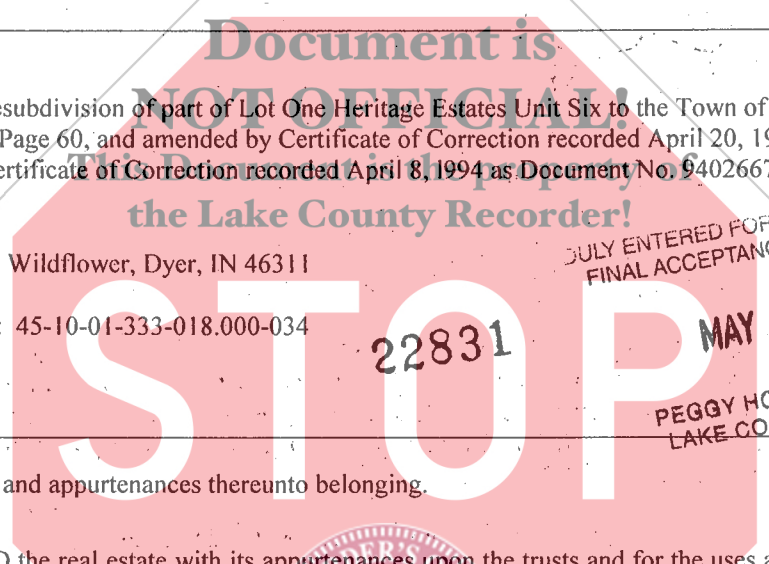 Document is
NOT OFFICIAL!
esubdivision of part of Lot One Heritage Estates Unit Six to the Town of
Page 60, and amended by Certificate of Correction recorded April 20, 19
This Document is the property of
ertificate of Correction recorded April 8, 1994 as Document No. 9402667
the Lake County Recorder!
DULY ENTERED FOR
FINAL ACCEPTANC
Wildflower, Dyer, IN 46311
: 45-10-01-333-018.000-034
22831
MAY
STOP
PEGGY HO
LAKE CO
and appurtenances thereunto belonging.
DER'S
D the real estate with its appurtenances upon the trusts and for the uses a